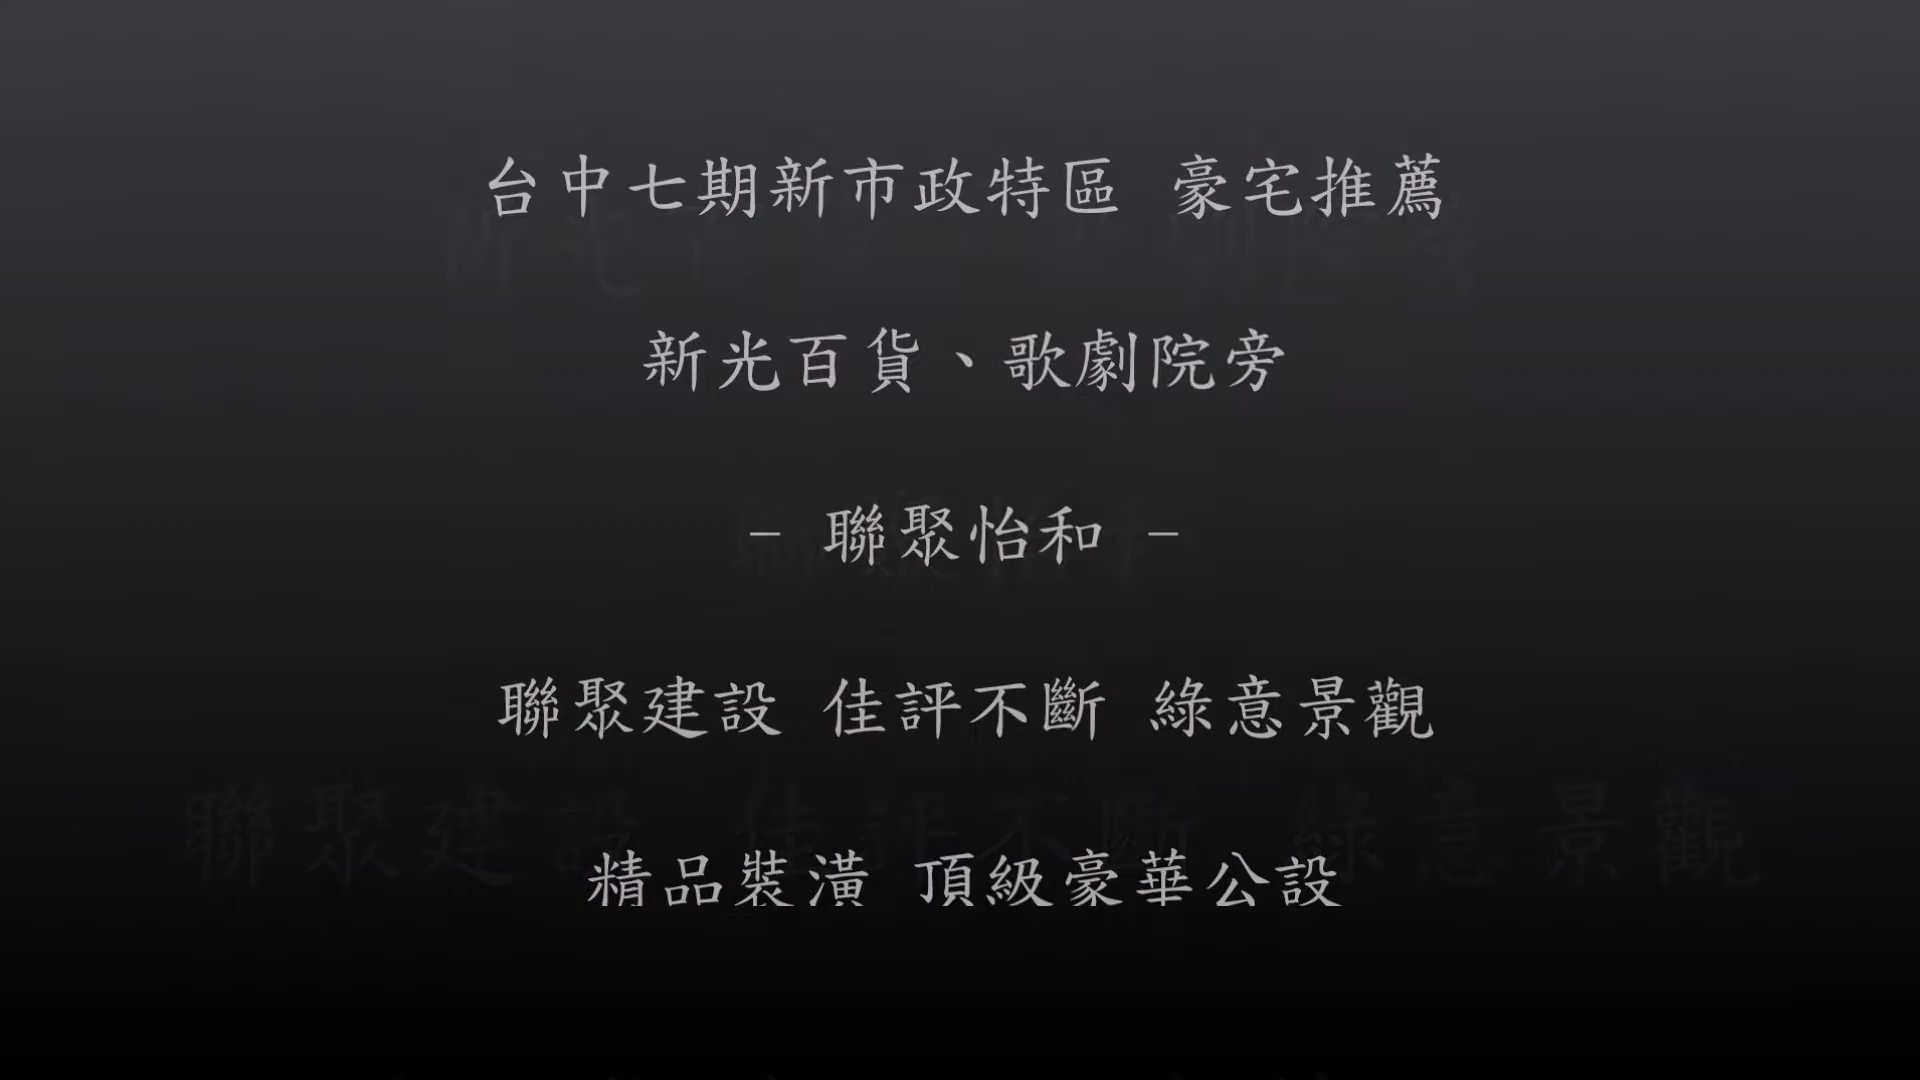 台中七期新市政特區 豪宅推薦
新光百貨、歌劇院旁
– 聯聚怡和 –
聯聚建設 佳評不斷 綠意景觀
精品裝潢 頂級豪華公設